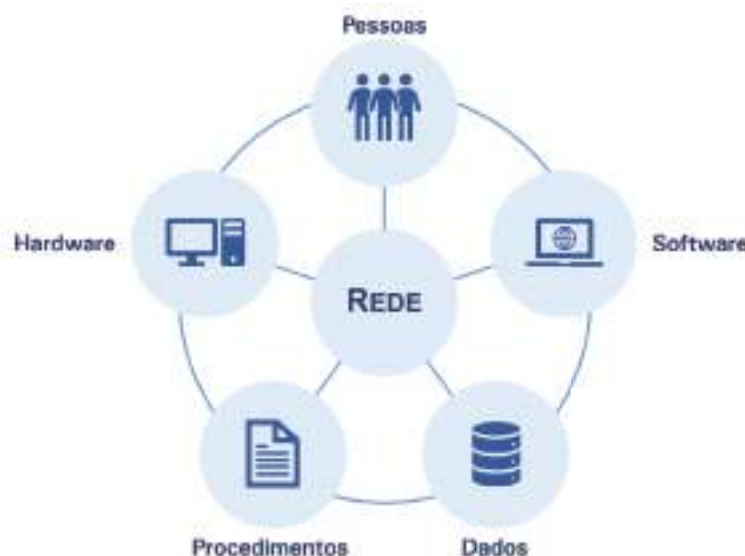 Pessoas
Hardware
Software
REDE
Procedimentos
Dados